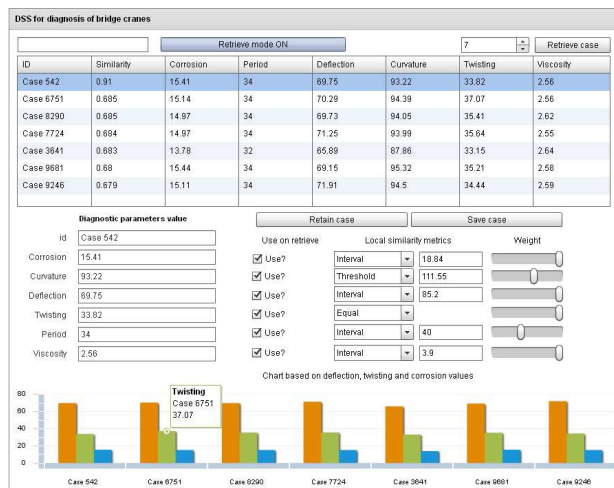 DSS for diagnosis of bridge cranes
Retrieve mode ON 7 Retrieve case
ID Similarity Corrosion Period Deflection Curvature Twisting Viscosity
Case 542 0.91 15.41 34 69.75 93.22 33.82 2.56
Case 6751 0.685 15.14 34 70.29 94.39 37.07 2.56
Case 8290 0.685 14.97 34 69.73 94.05 35.41 2.62
Case 7724 0.684 14.97 34 71.25 93.99 35.64 2.55
Case 3641 0.683 13.78 32 65.89 87.86 33.15 2.64
Case 9681 0.68 15.44 34 69.15 95.32 35.21 2.58
Case 9246 0.679 15.11 34 71.91 94.5 34.44 2.59
Diagnostic parameters value Retain case Save case
id Case 542 Use on retrieve Local similarity metrics Weight
Corrosion 15.41 Use? Interval 18.84
Curvature 93.22 Use? Threshold 111.55
Deflection 69.75 Use? Interval 85.2
Twisting 33.82 Use? Equal
Period 34 Use? Interval 40
Viscosity 2.56 Use? Interval 3.9
Chart based on deflection, twisting and corrosion values
80
60
40
20
0
Twisting
Case 6751
37.07
Case 542 Case 6751 Case 8290 Case 7724 Case 3641 Case 9681 Case 9246